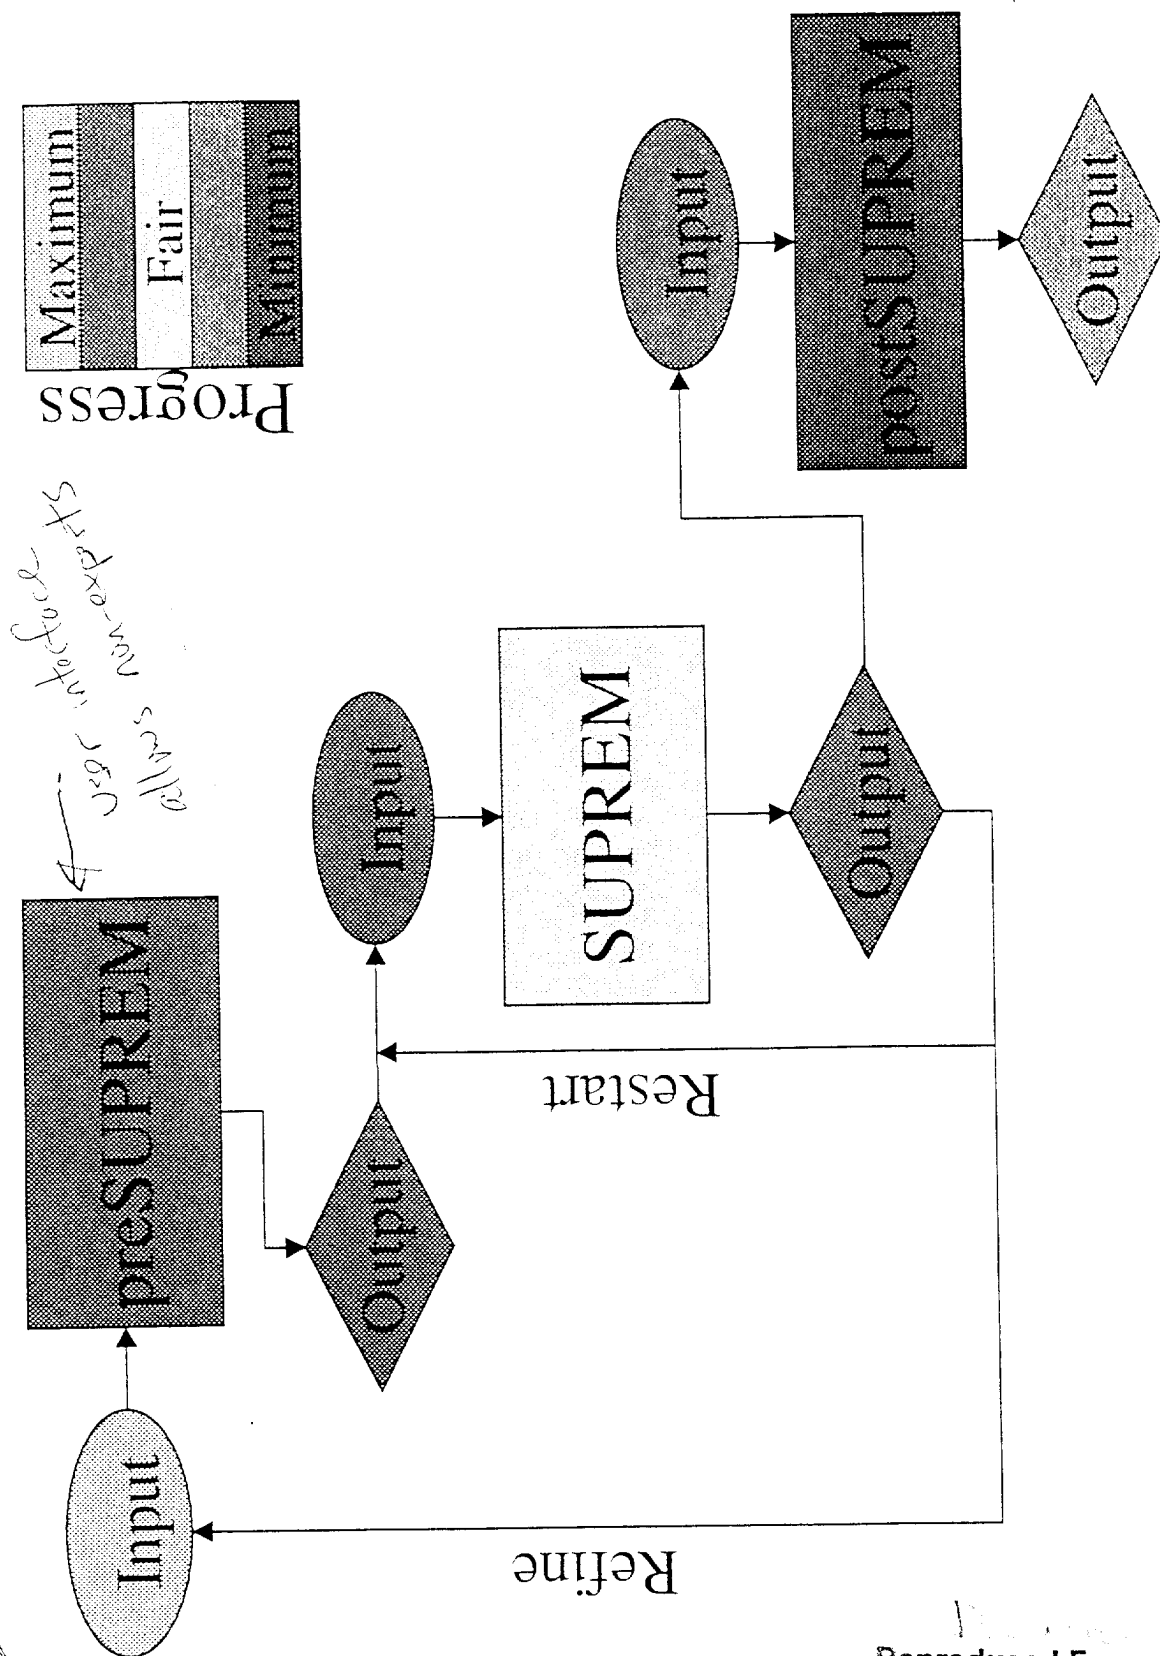 Input
preSUPREM
user interface
allows non-experts
Progress
Maximum
Fair
Minimum
Output
Input
Restart
SUPREM
Refine
Output
Input
postSUPREM
Output